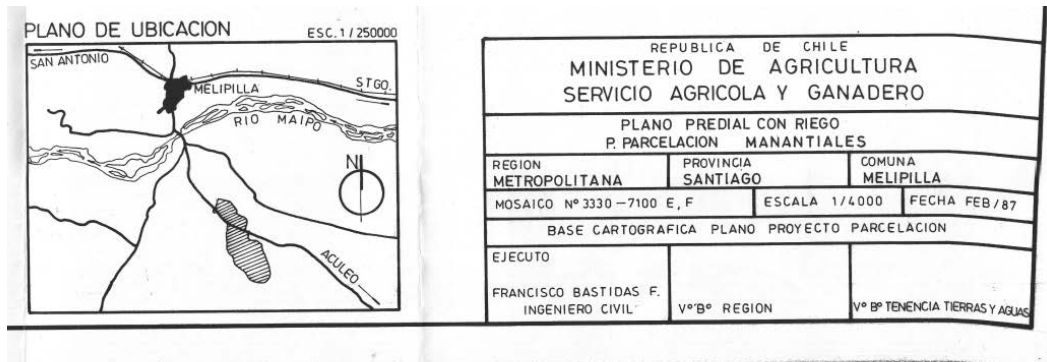 PLANO DE UBICACION ESC. 1 / 250000
SAN ANTONIO
MELIPILLA
STGO.
RIO MAIPO
N
ACULEO
REPUBLICA DE CHILE
MINISTERIO DE AGRICULTURA
SERVICIO AGRICOLA Y GANADERO
PLANO PREDIAL CON RIEGO
P. PARCELACION MANANTIALES
REGION PROVINCIA COMUNA
METROPOLITANA SANTIAGO MELIPILLA
MOSAICO Nº 3330 - 7100 E, F ESCALA 1/4000 FECHA FEB/87
BASE CARTOGRAFICA PLANO PROYECTO PARCELACION
EJECUTO
FRANCISCO BASTIDAS F.
INGENIERO CIVIL VºBº REGION Vº Bº TENENCIA TIERRAS Y AGUAS